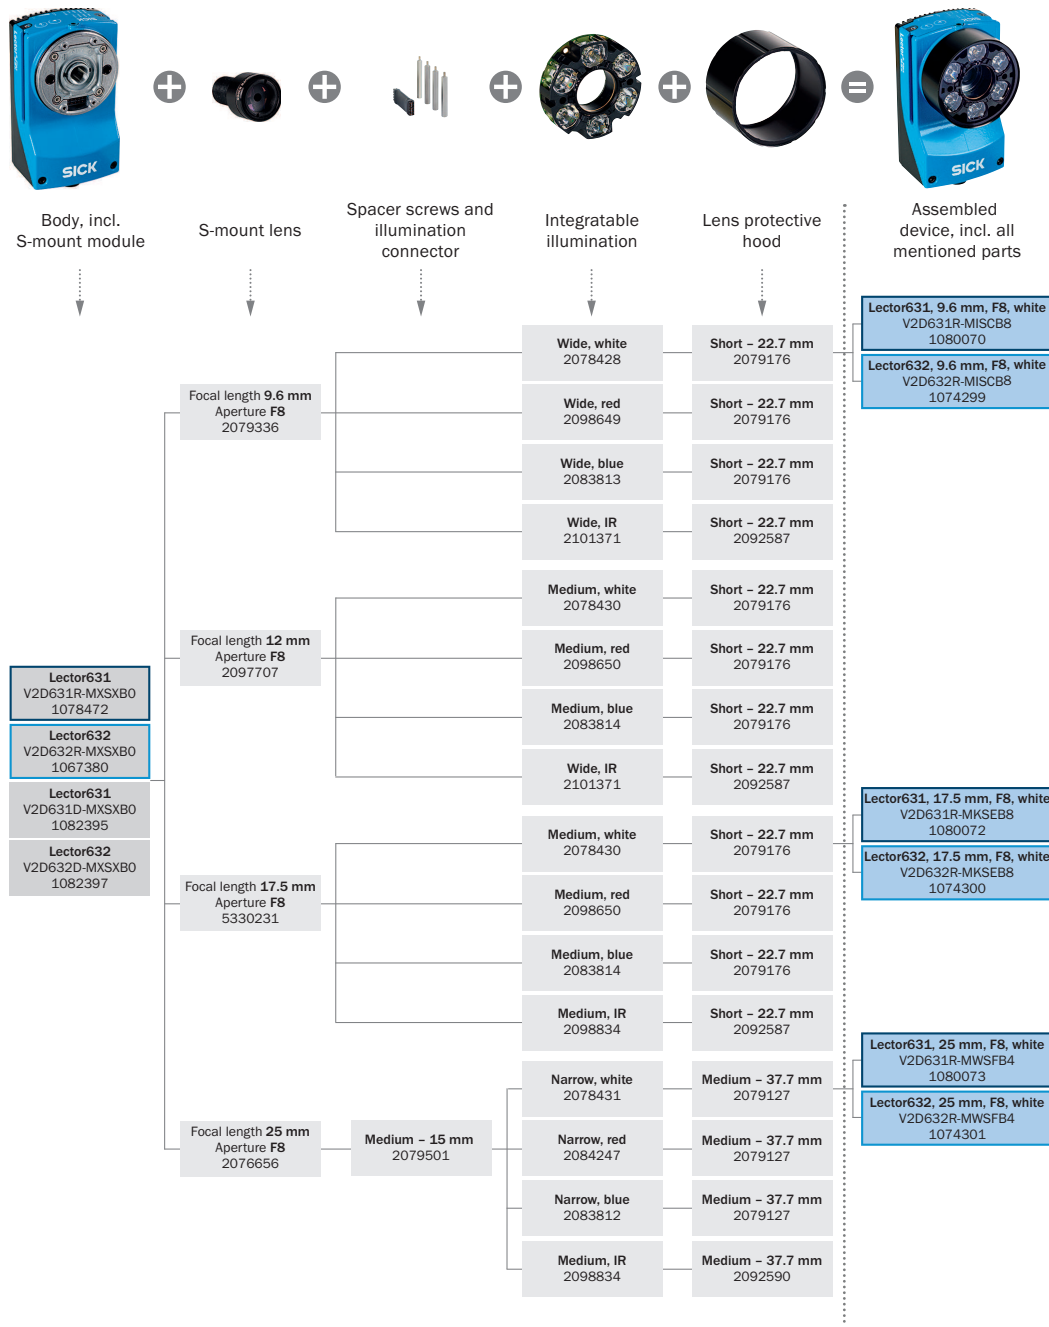 SICK
SICK
Body, incl.
S-mount module
S-mount lens
Spacer screws and
illumination
connector
Integratable
illumination
Lens protective
hood
Assembled
device, incl. all
mentioned parts
Lector631
V2D631R-MXSXB0
1078472
Lector632
V2D632R-MXSXB0
1067380
Lector631
V2D631D-MXSXB0
1082395
Lector632
V2D632D-MXSXB0
1082397
Focal length 9.6 mm
Aperture F8
2079336
Wide, white
2078428
Short – 22.7 mm
2079176
Wide, red
2098649
Short – 22.7 mm
2079176
Wide, blue
2083813
Short – 22.7 mm
2079176
Wide, IR
2101371
Short – 22.7 mm
2092587
Lector631, 9.6 mm, F8, white
V2D631R-MISCB8
1080070
Lector632, 9.6 mm, F8, white
V2D632R-MISCB8
1074299
Focal length 12 mm
Aperture F8
2097707
Medium, white
2078430
Short – 22.7 mm
2079176
Medium, red
2098650
Short – 22.7 mm
2079176
Medium, blue
2083814
Short – 22.7 mm
2079176
Wide, IR
2101371
Short – 22.7 mm
2092587
Focal length 17.5 mm
Aperture F8
5330231
Medium, white
2078430
Short – 22.7 mm
2079176
Medium, red
2098650
Short – 22.7 mm
2079176
Medium, blue
2083814
Short – 22.7 mm
2079176
Medium, IR
2098834
Short – 22.7 mm
2092587
Lector631, 17.5 mm, F8, white
V2D631R-MKSEB8
1080072
Lector632, 17.5 mm, F8, white
V2D632R-MKSEB8
1074300
Focal length 25 mm
Aperture F8
2076656
Medium – 15 mm
2079501
Narrow, white
2078431
Medium – 37.7 mm
2079127
Narrow, red
2084247
Medium – 37.7 mm
2079127
Narrow, blue
2083812
Medium – 37.7 mm
2079127
Medium, IR
2098834
Medium – 37.7 mm
2092590
Lector631, 25 mm, F8, white
V2D631R-MWSFB4
1080073
Lector632, 25 mm, F8, white
V2D632R-MWSFB4
1074301